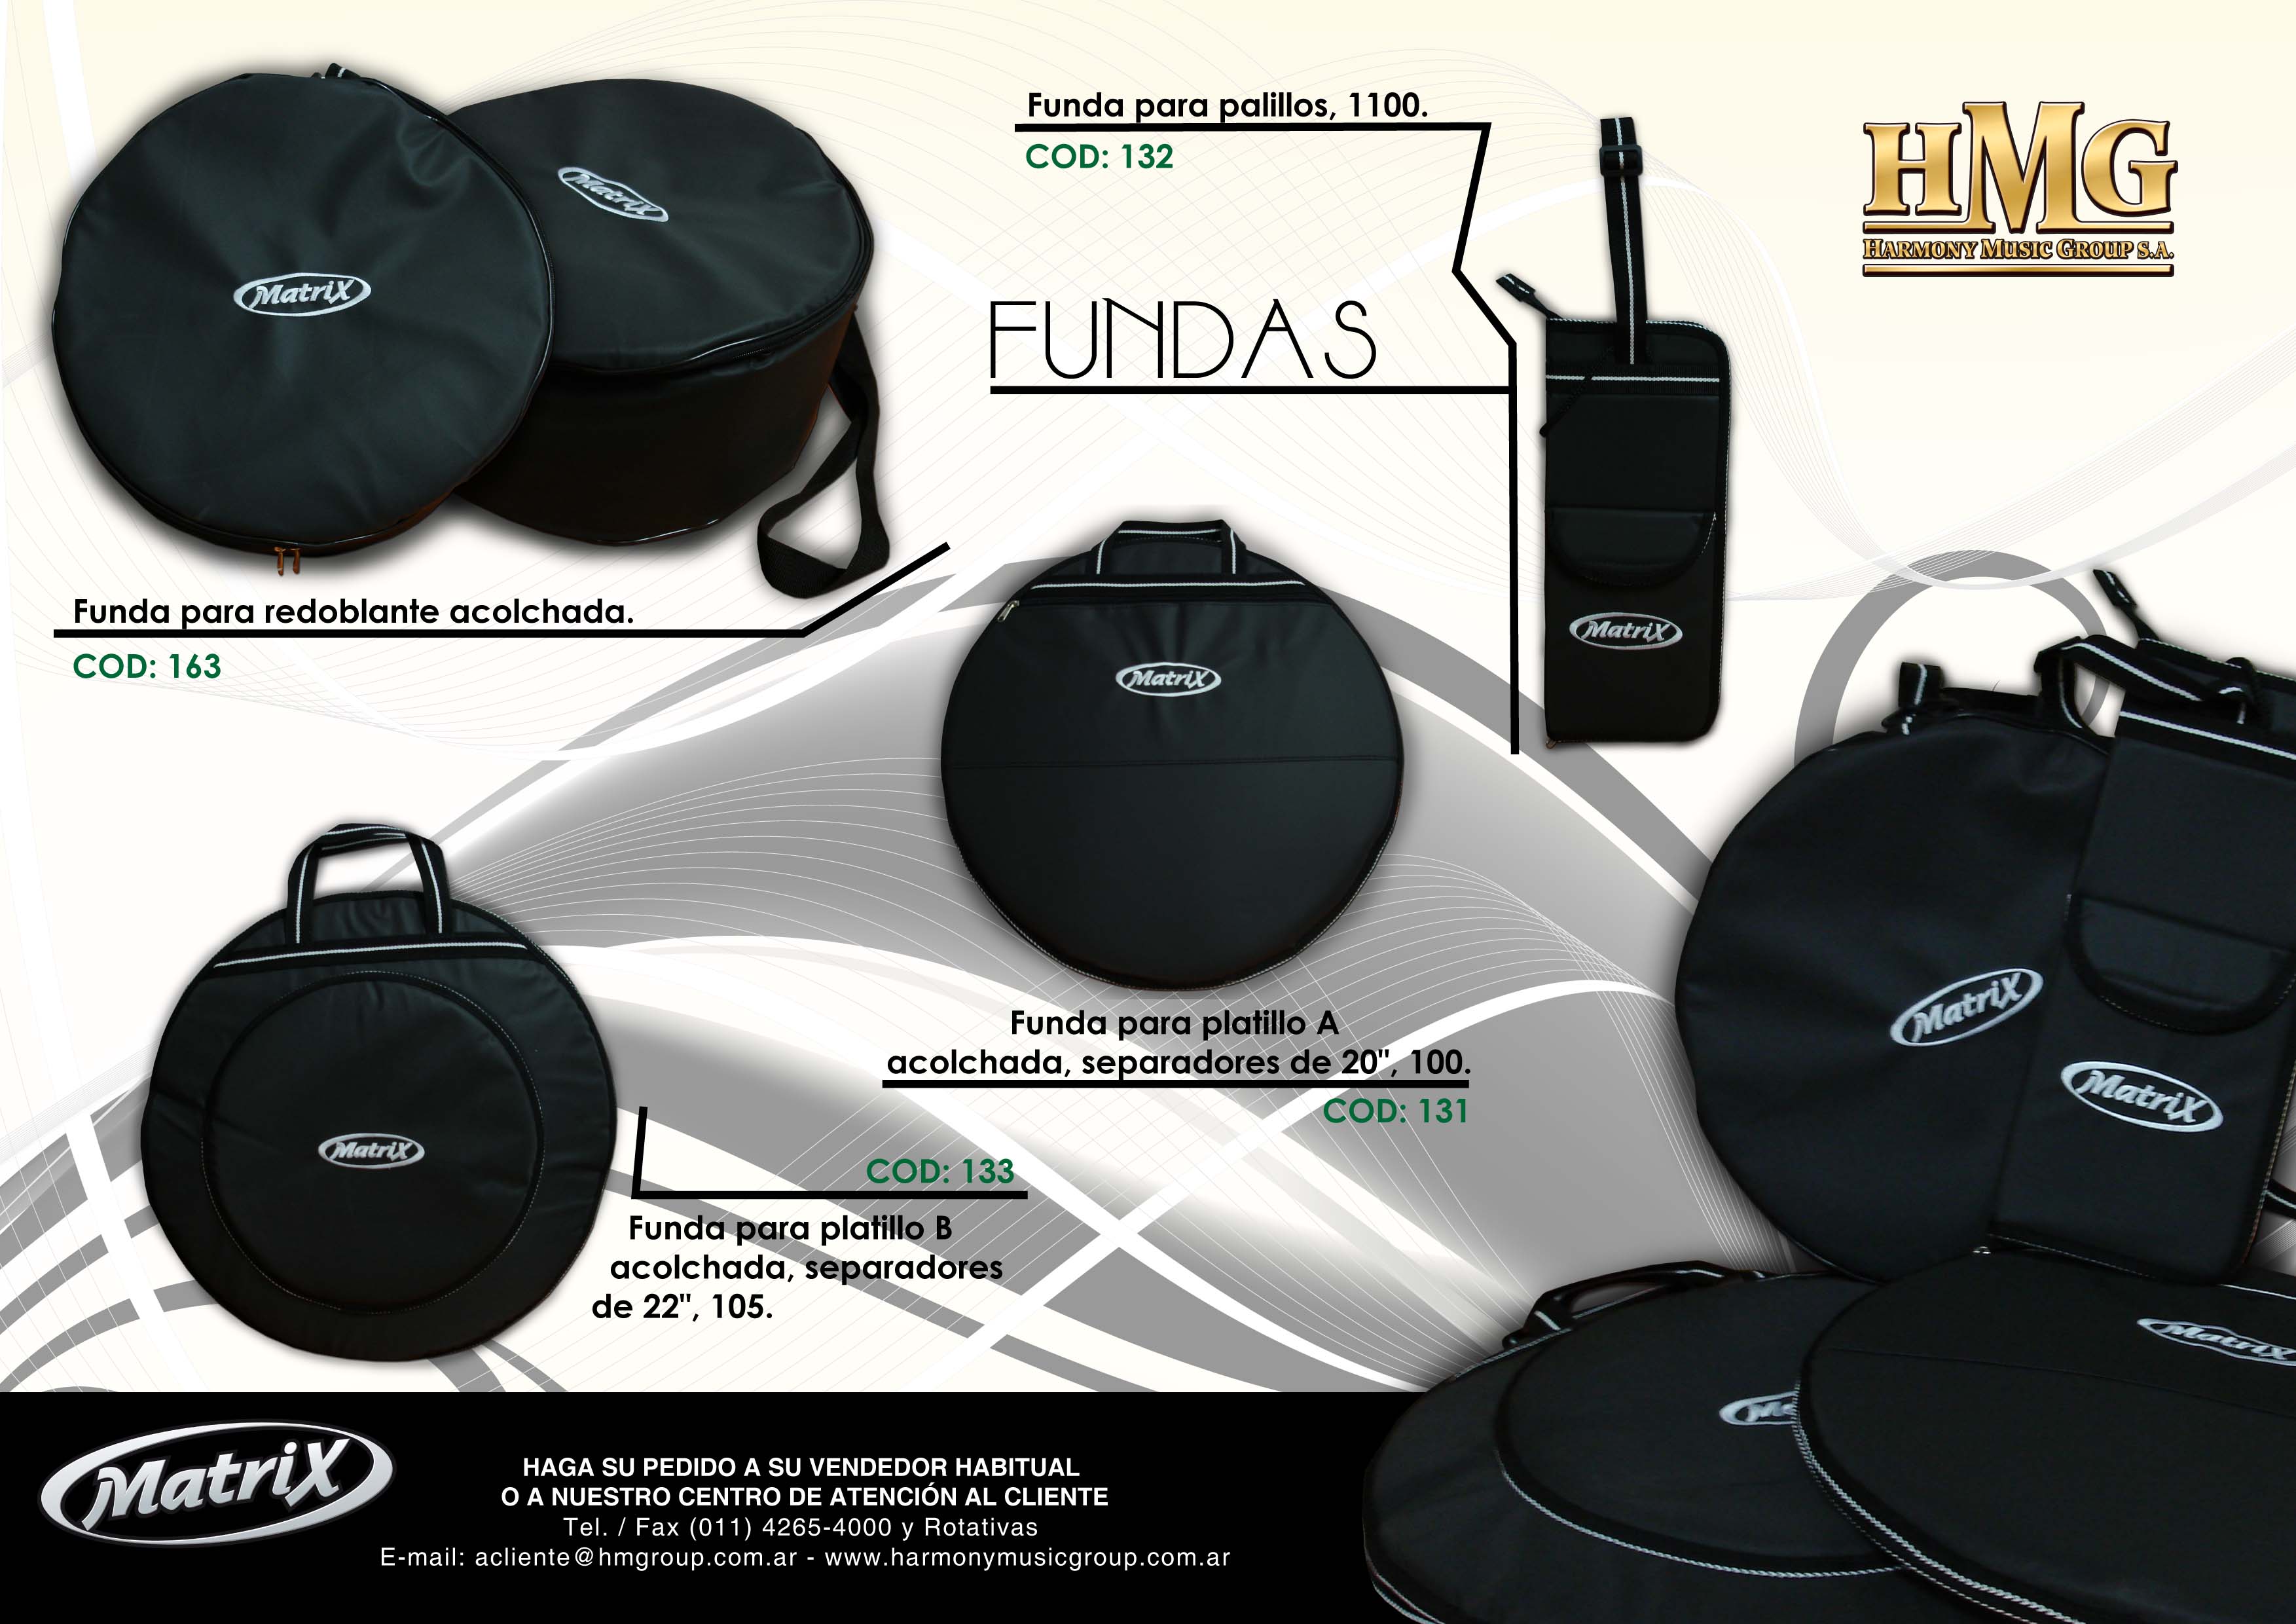 Funda para palillos, 1100.
COD: 132
HMG
HARMONY MUSIC GROUP S.A.
MatriX
MatriX
FUNDAS
Funda para redoblante acolchada.
COD: 163
MatriX
MatriX
MatriX
Funda para platillo A
acolchada, separadores de 20", 100.
COD: 131
MatriX
MatriX
MatriX
COD: 133
Funda para platillo B
acolchada, separadores
de 22", 105.
MatriX
MatriX
HAGA SU PEDIDO A SU VENDEDOR HABITUAL
O A NUESTRO CENTRO DE ATENCIÓN AL CLIENTE
Tel. / Fax (011) 4265-4000 y Rotativas
E-mail: acliente@hmgroup.com.ar - www.harmonymusicgroup.com.ar